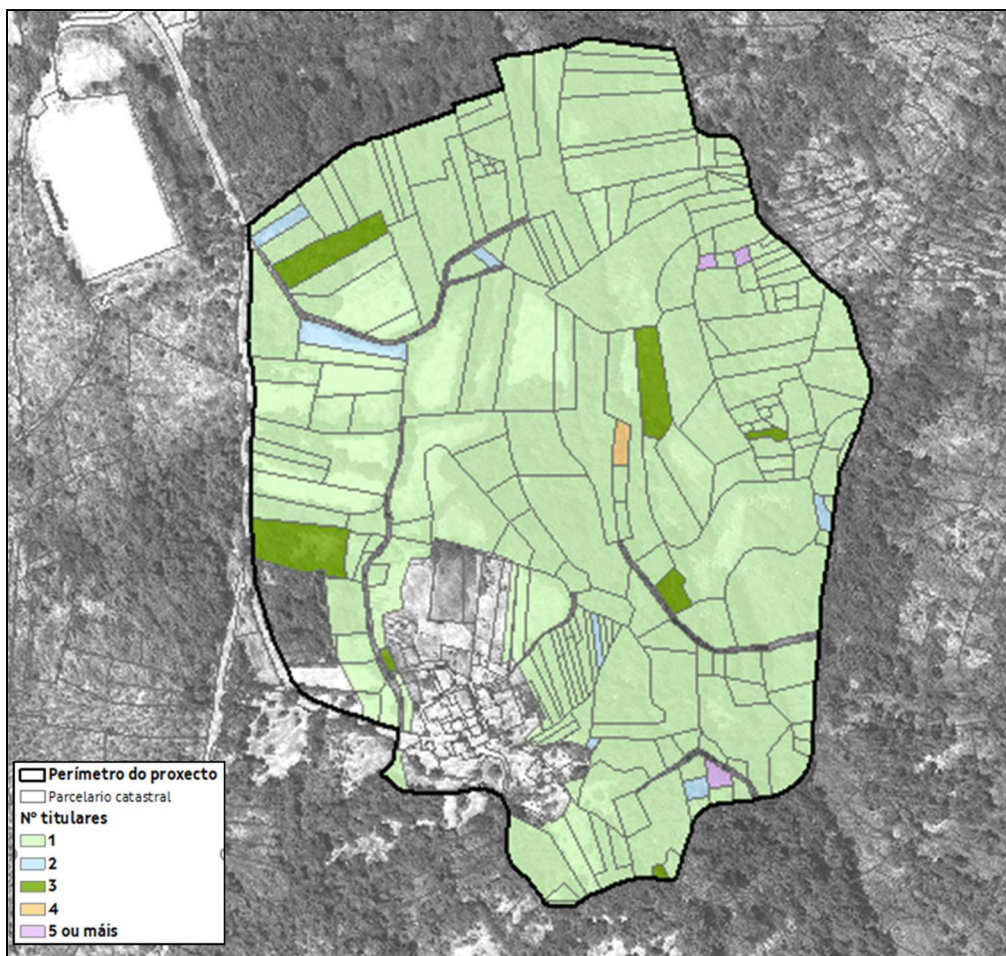 Perímetro do proxecto
Parcelario catastral
Nº titulares
1
2
3
4
5 ou máis